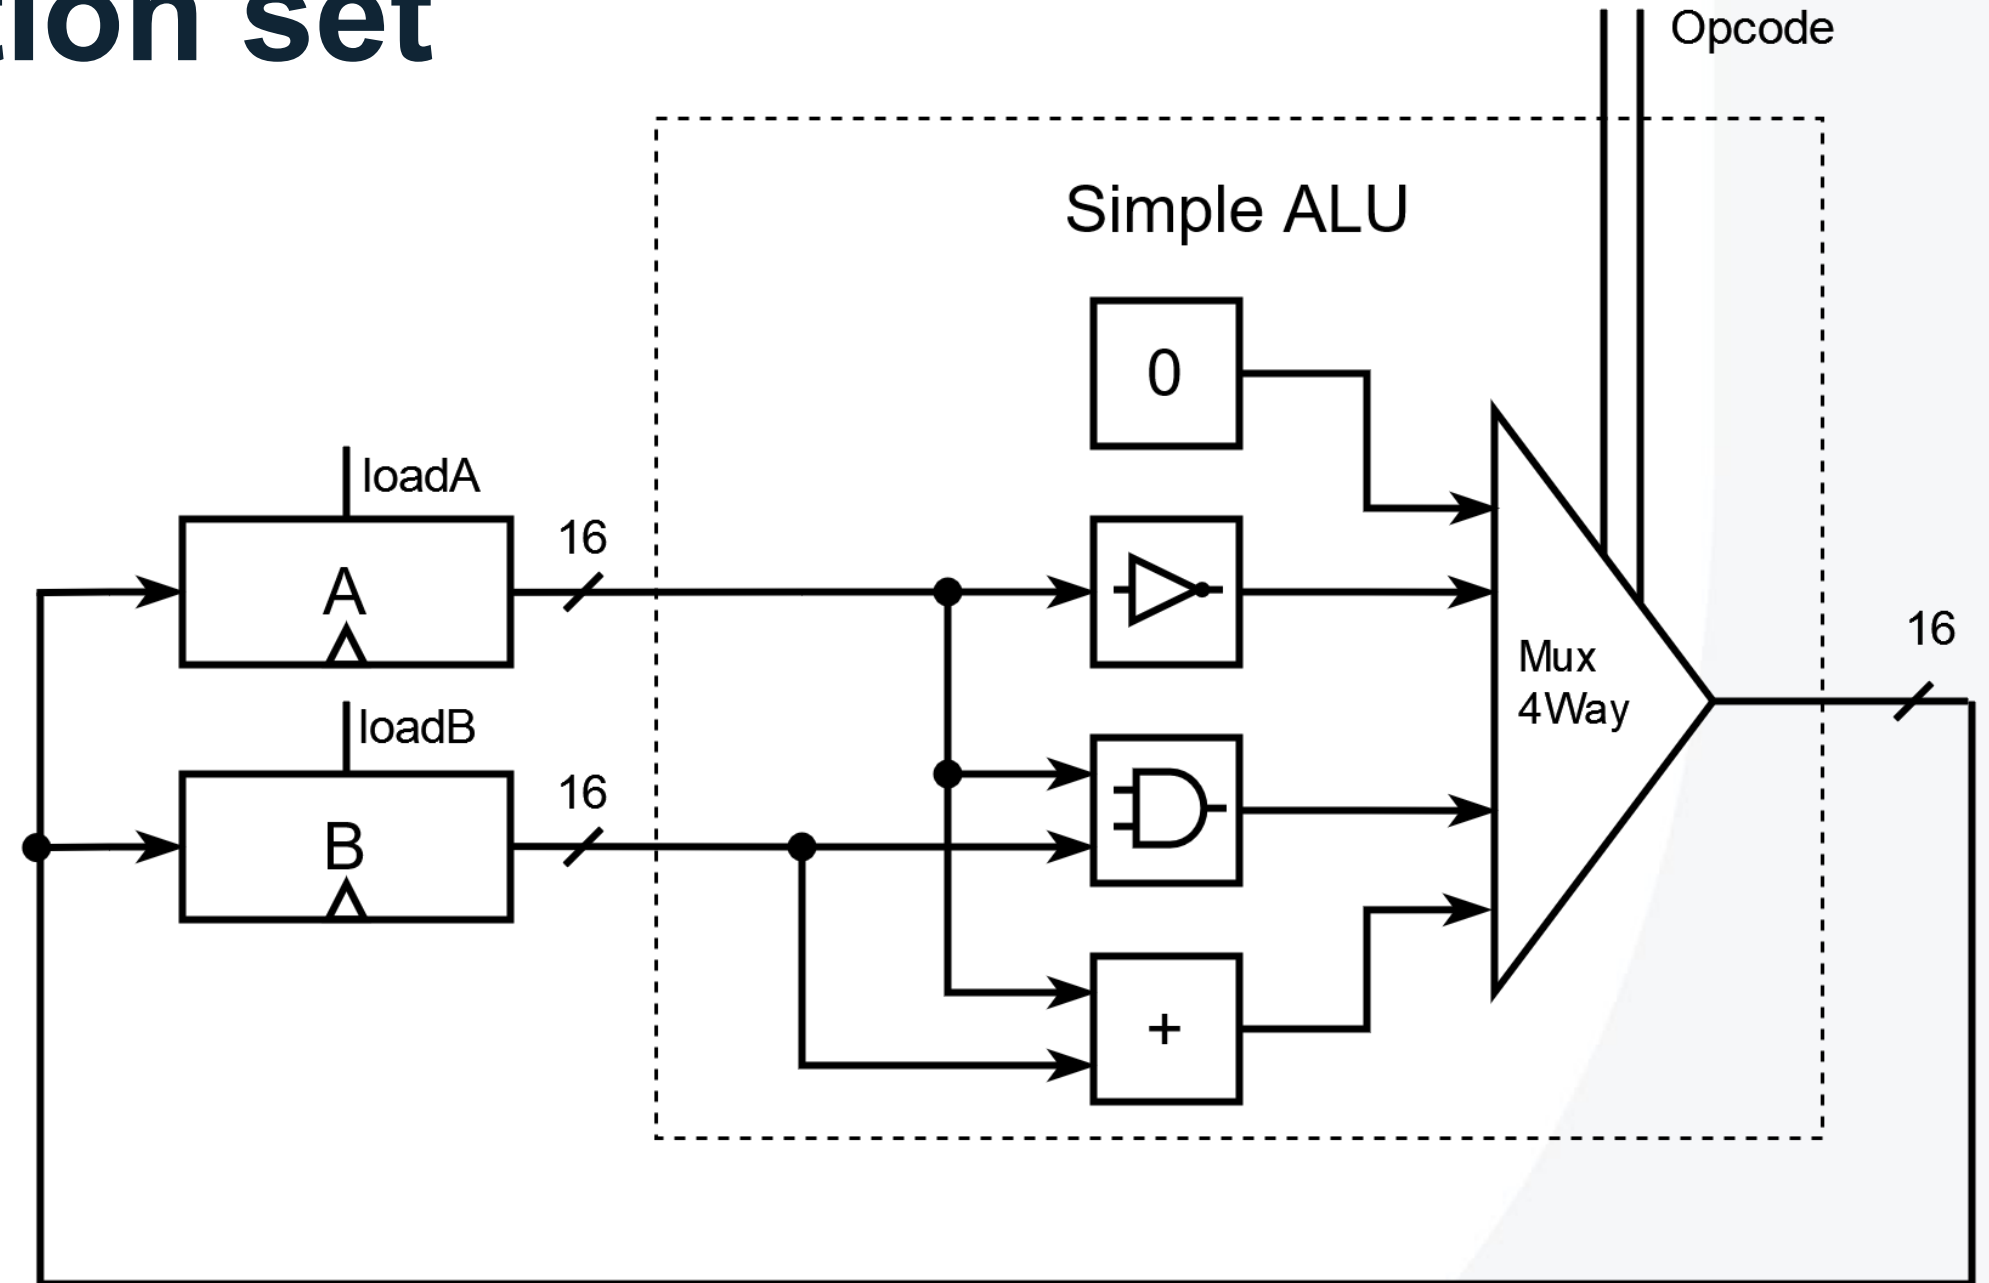 tion set
Opcode
Simple ALU
0
loadA
16
A
Mux
4Way
16
loadB
16
B
+